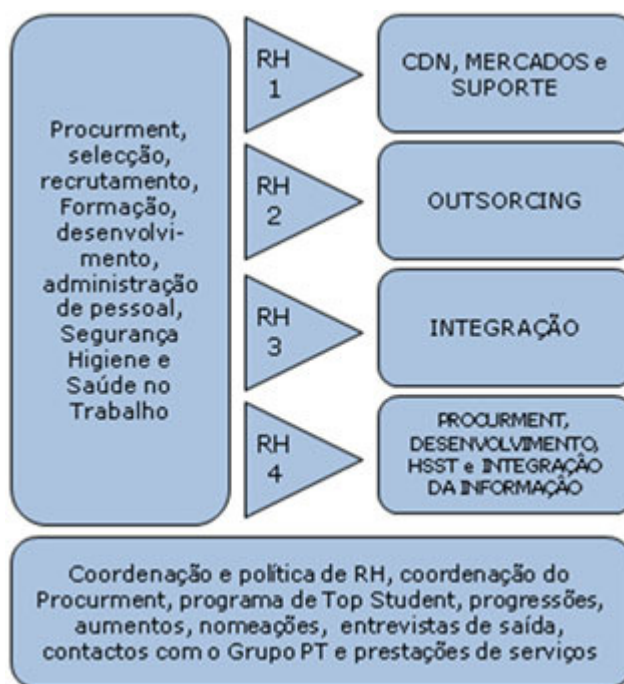 Procurment,
selecção,
recrutamento,
Formação,
desenvolvi-
mento,
administração
de pessoal,
Segurança
Higiene e
Saúde no
Trabalho
RH
1
CDN, MERCADOS e
SUPORTE
RH
2
OUTSORCING
RH
3
INTEGRAÇÃO
RH
4
PROCURMENT,
DESENVOLVIMENTO,
HSST e INTEGRAÇÃO
DA INFORMAÇÃO
Coordenação e política de RH, coordenação do
Procurment, programa de Top Student, progressões,
aumentos, nomeações, entrevistas de saída,
contactos com o Grupo PT e prestações de serviços